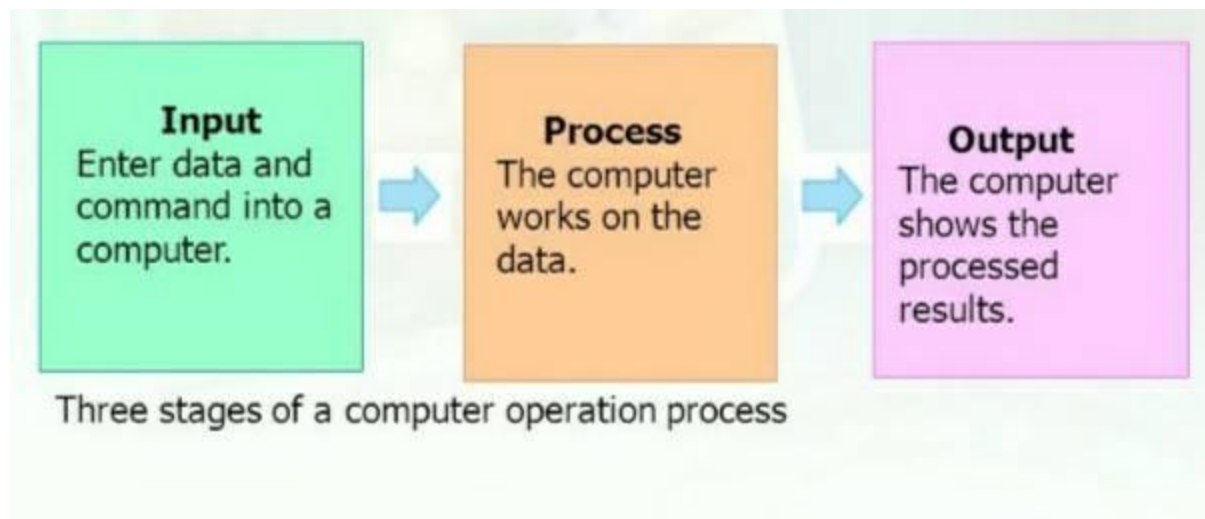 Input
Enter data and
command into a
computer.
Process
The computer
works on the
data.
Output
The computer
shows the
processed
results.
Three stages of a computer operation process